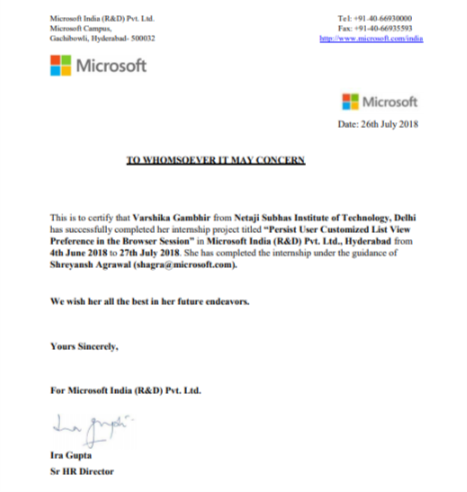 Microsoft India (R&D) Pvt. Ltd.
Microsoft Campus,
Gachibowli, Hyderabad- 500032
Tel: +91-40-66930000
Fax: +91-40-66935593
http://www.microsoft.com/india
Microsoft
Microsoft
Date: 26th July 2018
TO WHOMSOEVER IT MAY CONCERN
This is to certify that Varshika Gambhir from Netaji Subhas Institute of Technology, Delhi
has successfully completed her internship project titled “Persist User Customized List View
Preference in the Browser Session” in Microsoft India (R&D) Pvt. Ltd., Hyderabad from
4th June 2018 to 27th July 2018. She has completed the internship under the guidance of
Shreyansh Agrawal (shagra@microsoft.com).
We wish her all the best in her future endeavors.
Yours Sincerely,
For Microsoft India (R&D) Pvt. Ltd.
Ira Gupta
Ira Gupta
Sr HR Director